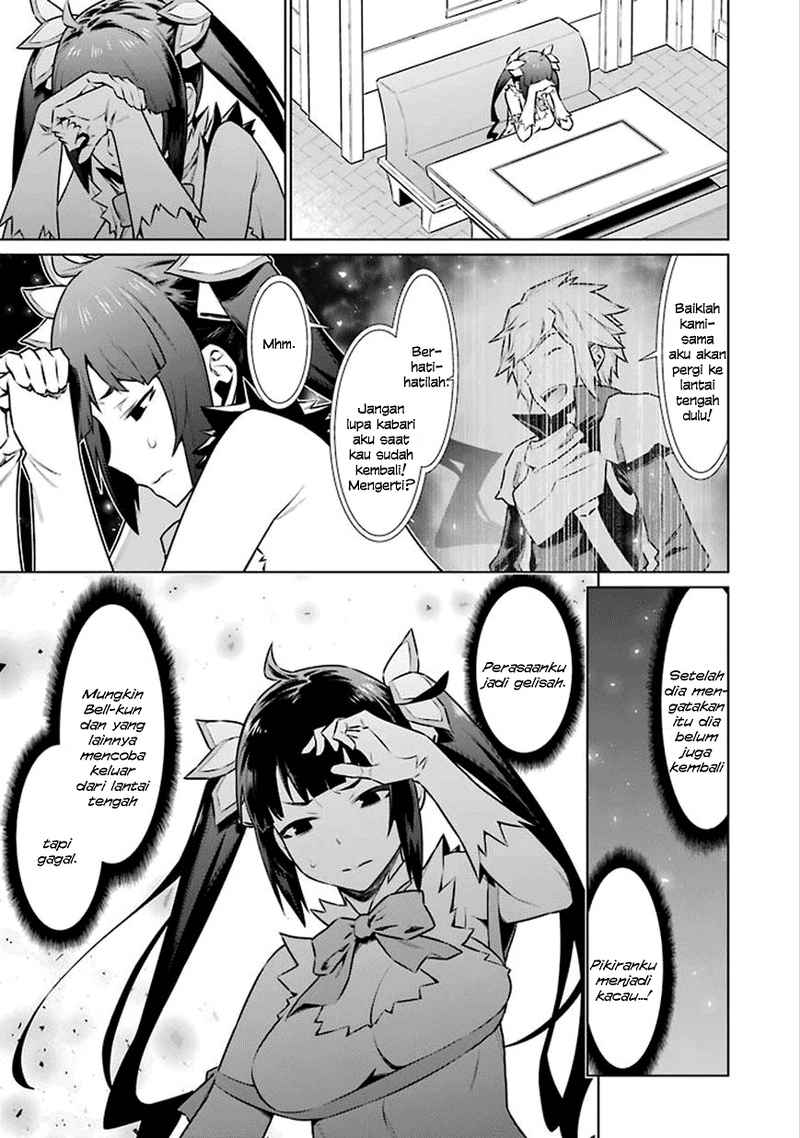 Baiklah
kami-
sama
aku akan
pergi ke
lantai
tengah
dulu!
Ber-
hati-
hatilah.
Jangan
lupa kabari
aku saat
kau sudah
kembali!
Mengerti?
Mhm.
Setelah
dia men-
gatakan
itu dia
belum
juga
kembali
Pikiranku
menjadi
kacau...!
Perasaanku
jadi gelisah.
Mungkin
Bell-kun
dan yang
lainnya
mencoba
keluar
dari lantai
tengah
tapi
gagal.